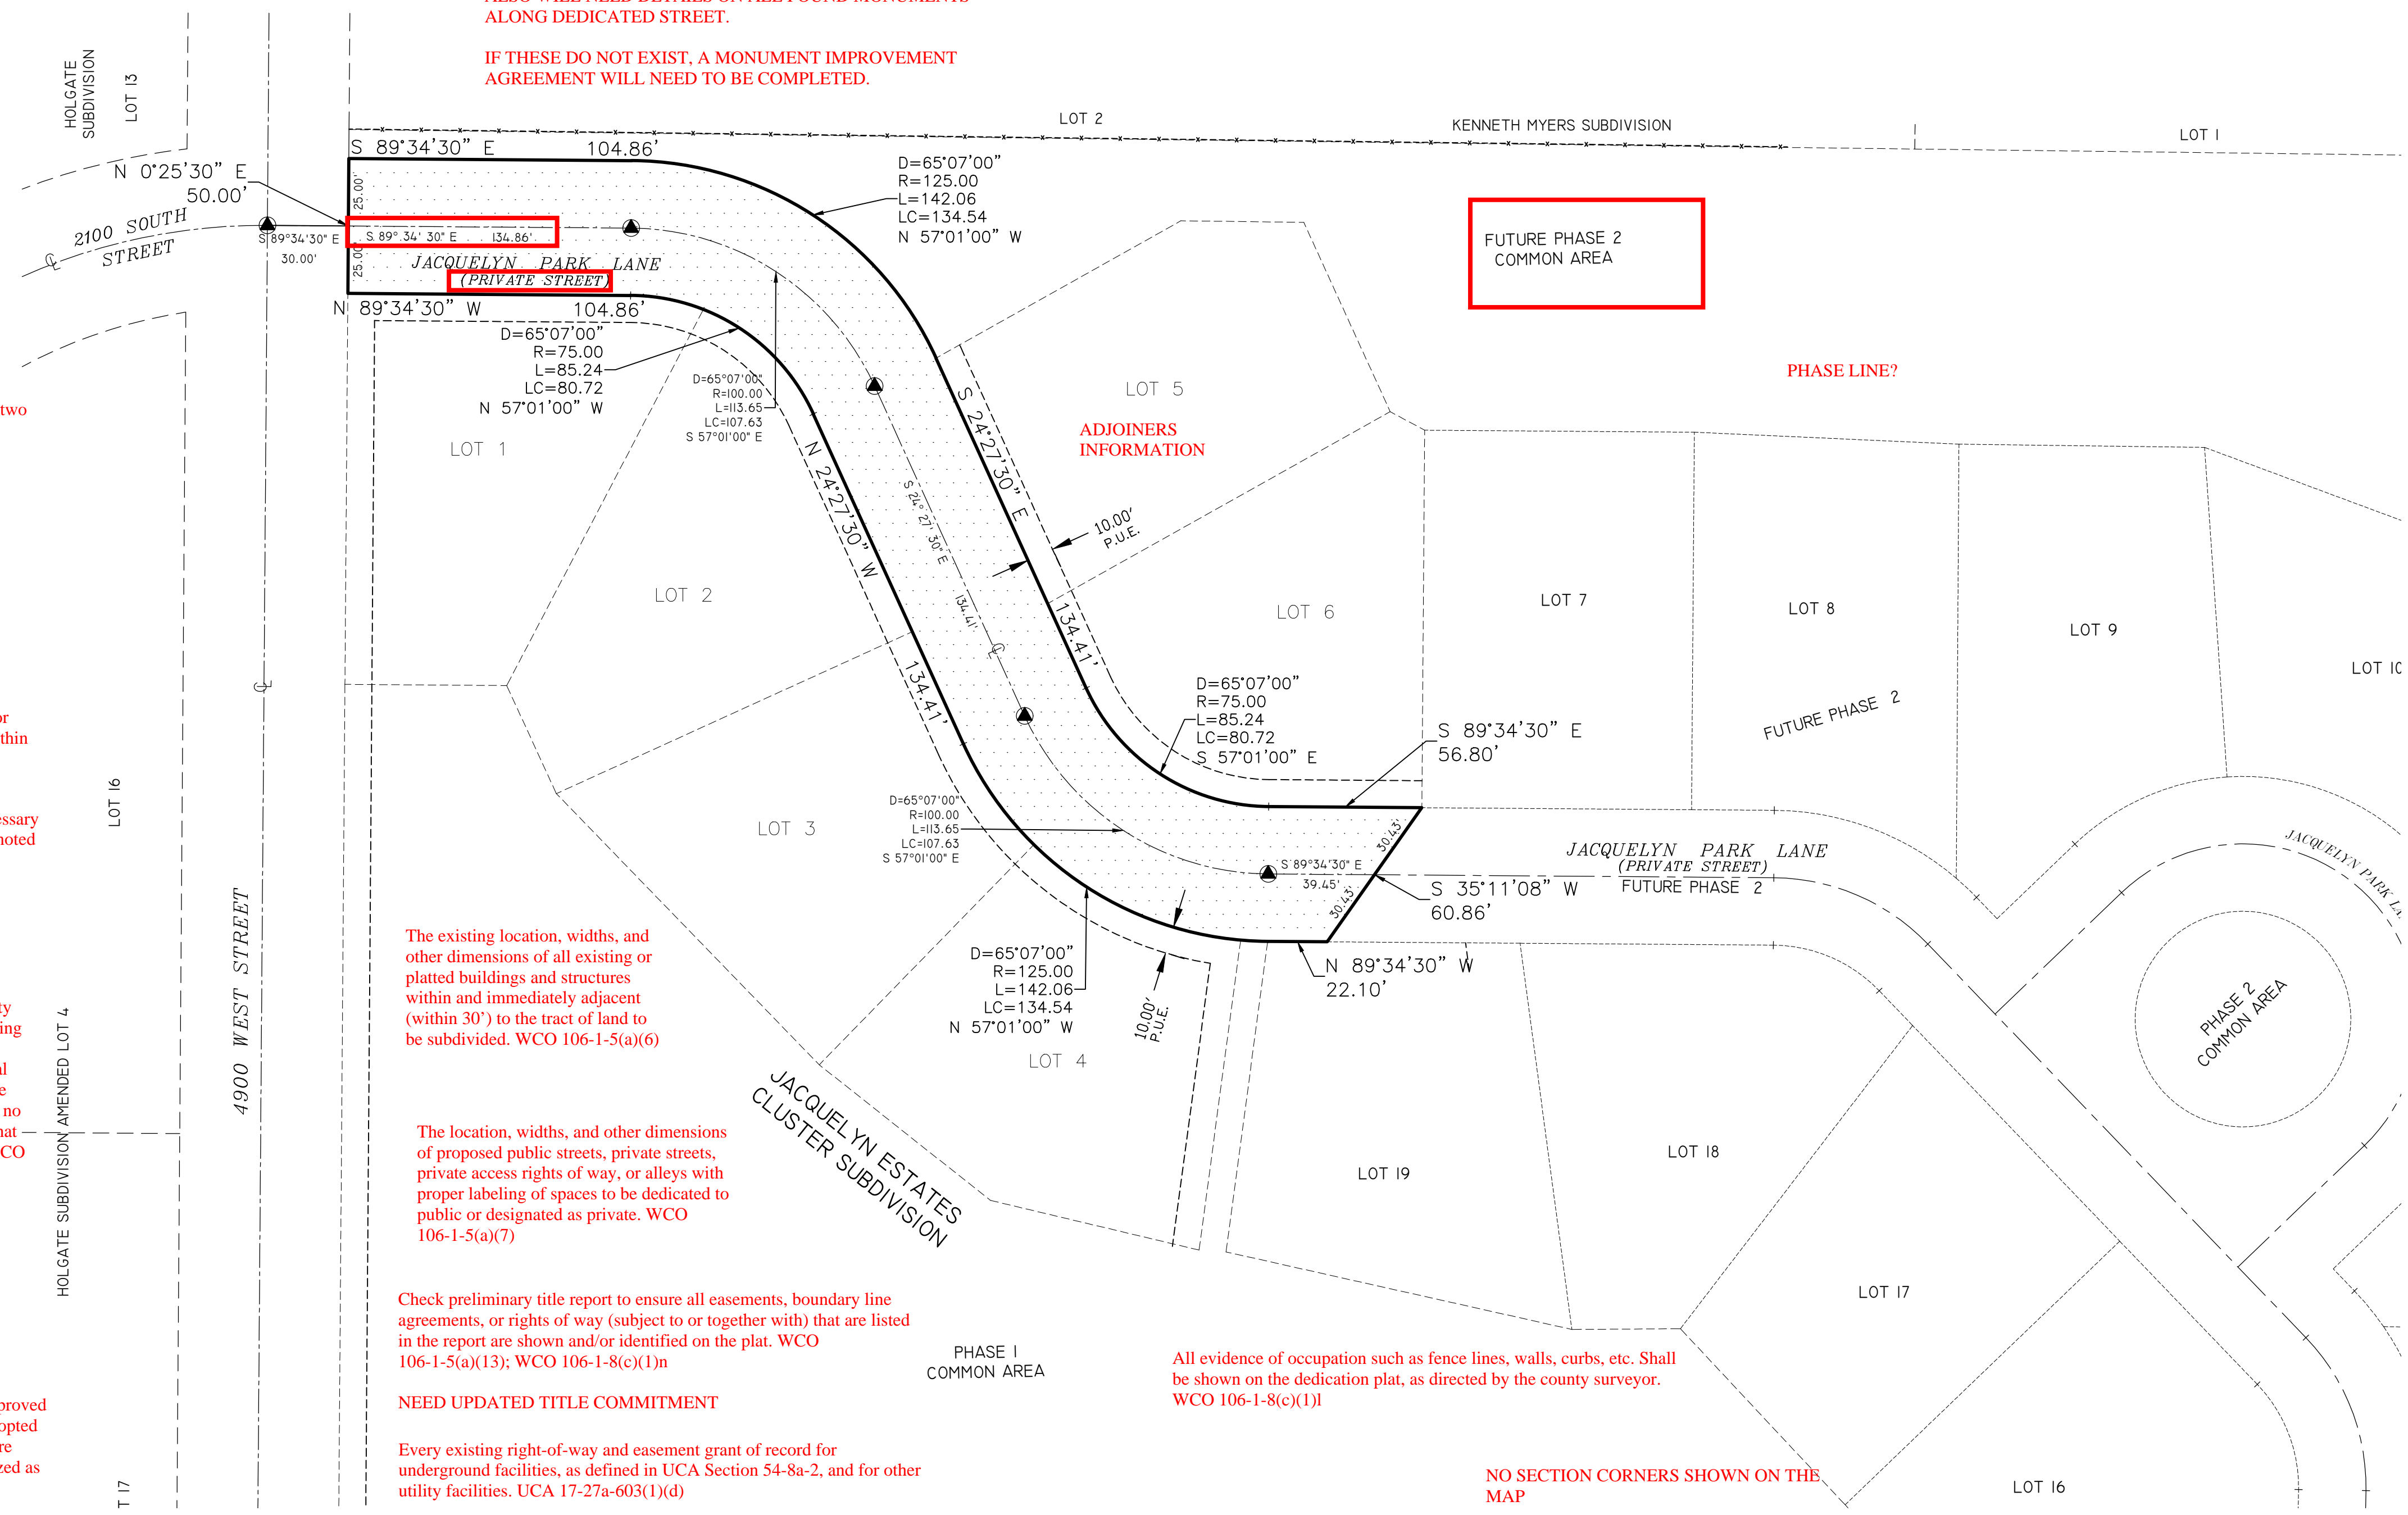 ALONG DEDICATED STREET.
IF THESE DO NOT EXIST, A MONUMENT IMPROVEMENT
AGREEMENT WILL NEED TO BE COMPLETED.
HOLGATE
SUBDIVISION
LOT 13
LOT 2
KENNETH MYERS SUBDIVISION
LOT 1
S 89°34'30" E 104.86'
N 0°25'30" E
50.00'
25.00'
25.00'
2100 SOUTH
STREET
S 89°34'30" E
30.00'
S 89° 34' 30" E 134.86'
JACQUELYN PARK LANE
(PRIVATE STREET)
N 89°34'30" W 104.86'
D=65°07'00"
R=125.00
L=142.06
LC=134.54
N 57°01'00" W
FUTURE PHASE 2
COMMON AREA
D=65°07'00"
R=75.00
L=85.24
LC=80.72
N 57°01'00" W
D=65°07'00"
R=100.00
L=113.65
LC=107.63
S 57°01'00" E
PHASE LINE?
LOT 5
ADJOINERS
INFORMATION
two
LOT 1
S 24°27'30" E
134.41'
N 24°27'30" W
134.41'
S 24° 27' 30" E
134.41'
℄
10.00'
P.U.E.
LOT 2
LOT 6
LOT 7
LOT 8
LOT 9
℄
℄
FUTURE PHASE 2
D=65°07'00"
R=75.00
L=85.24
LC=80.72
S 57°01'00" E
S 89°34'30" E
56.80'
or
LOT 16
noted
LOT 3
D=65°07'00"
R=100.00
L=113.65
LC=107.63
S 57°01'00" E
S 89°34'30" E
39.45'
30.43'
30.43'
S 35°11'08" W
60.86'
JACQUELYN PARK LANE
(PRIVATE STREET)
FUTURE PHASE 2
JACQUELYN PARK
N 89°34'30" W
22.10'
D=65°07'00"
R=125.00
L=142.06
LC=134.54
N 57°01'00" W
10.00'
P.U.E.
LOT 4
PHASE 2
COMMON AREA
4900 WEST STREET
HOLGATE SUBDIVISION AMENDED LOT 4
The existing location, widths, and
other dimensions of all existing or
platted buildings and structures
within and immediately adjacent
(within 30') to the tract of land to
be subdivided. WCO 106-1-5(a)(6)
no
JACQUELYN ESTATES
CLUSTER SUBDIVISION
The location, widths, and other dimensions
of proposed public streets, private streets,
private access rights of way, or alleys with
proper labeling of spaces to be dedicated to
public or designated as private. WCO
106-1-5(a)(7)
LOT 19
LOT 18
LOT 17
Check preliminary title report to ensure all easements, boundary line
agreements, or rights of way (subject to or together with) that are listed
in the report are shown and/or identified on the plat. WCO
106-1-5(a)(13); WCO 106-1-8(c)(1)n
NEED UPDATED TITLE COMMITMENT
PHASE 1
COMMON AREA
All evidence of occupation such as fence lines, walls, curbs, etc. Shall
be shown on the dedication plat, as directed by the county surveyor.
WCO 106-1-8(c)(1)l
Every existing right-of-way and easement grant of record for
underground facilities, as defined in UCA Section 54-8a-2, and for other
utility facilities. UCA 17-27a-603(1)(d)
as
T 17
NO SECTION CORNERS SHOWN ON THE
MAP
LOT 16